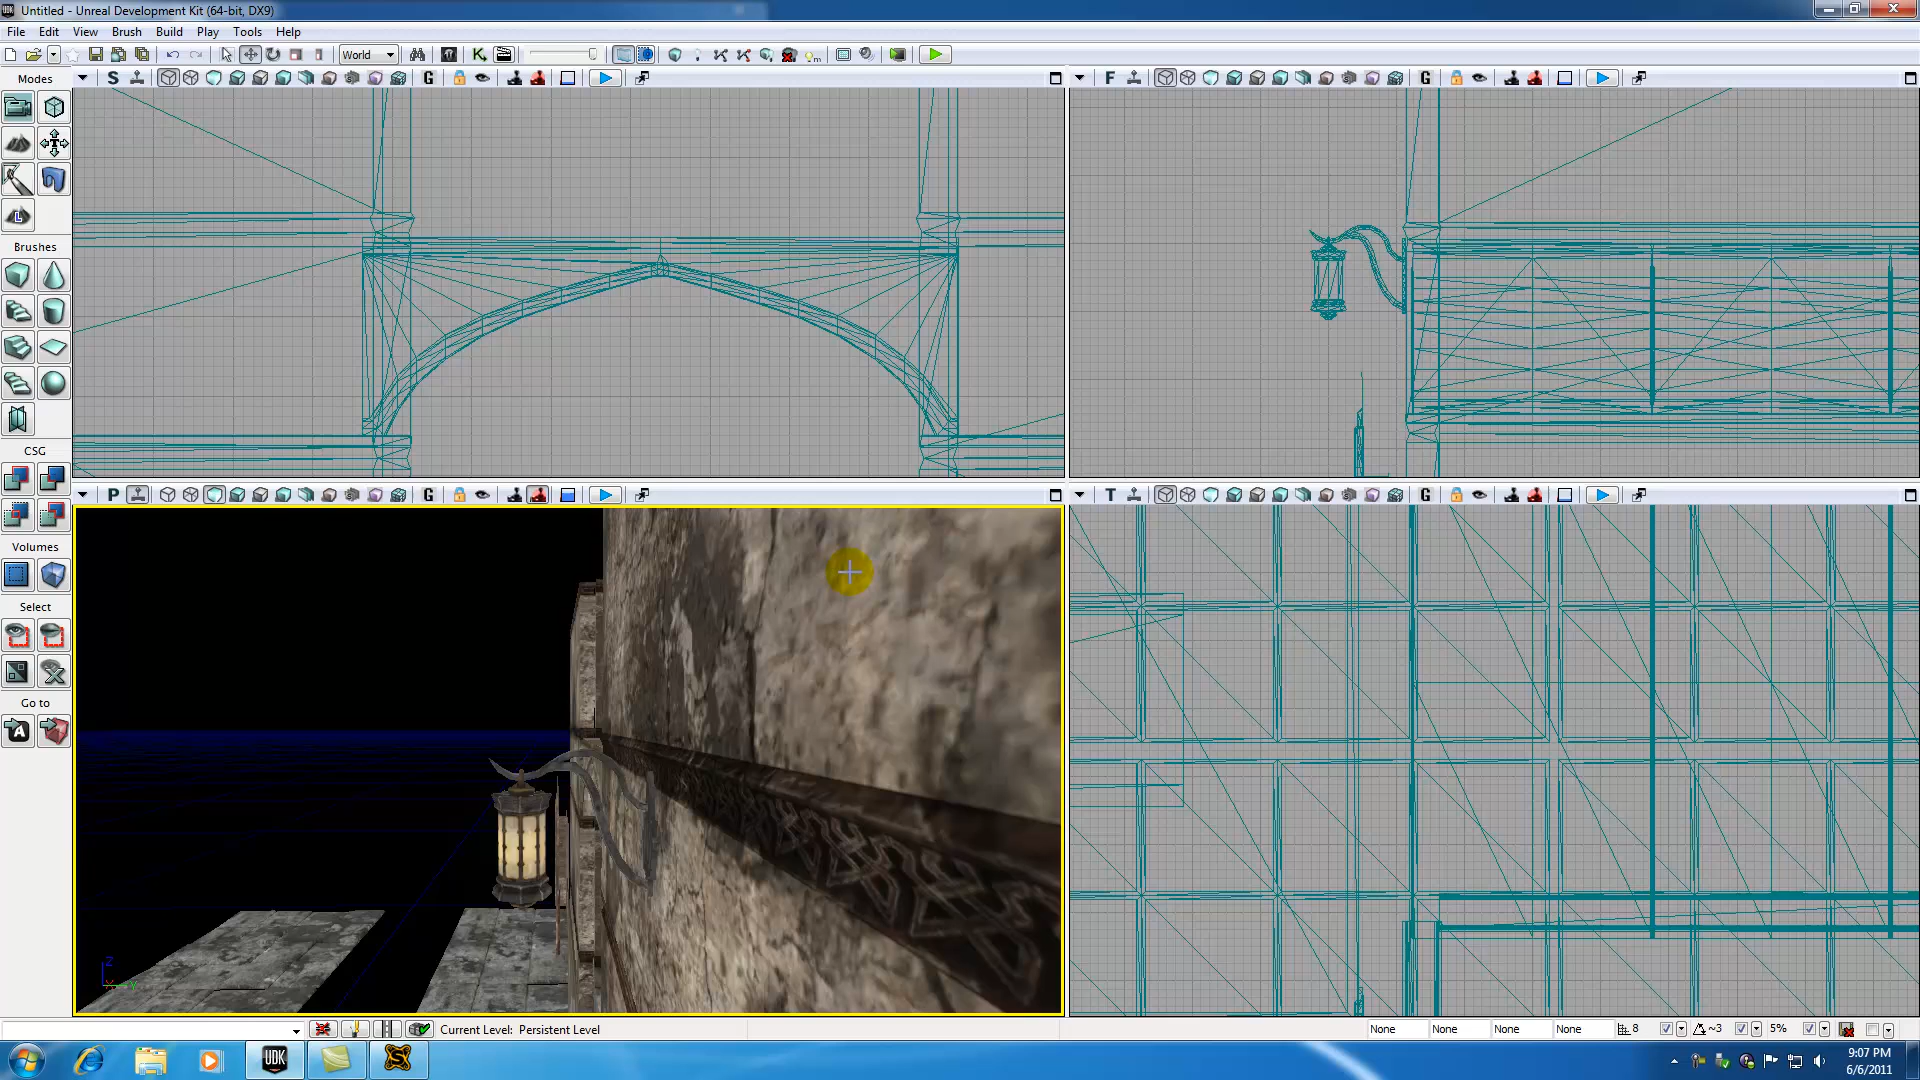 Untitled - Unreal Development Kit (64-bit, DX9)
File Edit View Brush Build Play Tools Help
World
Modes
S G
F G
Brushes
CSG
P G
T G
Volumes
Select
Go to
A
Z
X Y
Current Level: Persistent Level
None None None None 8 ~3 5%
UDK
9:07 PM
6/6/2011